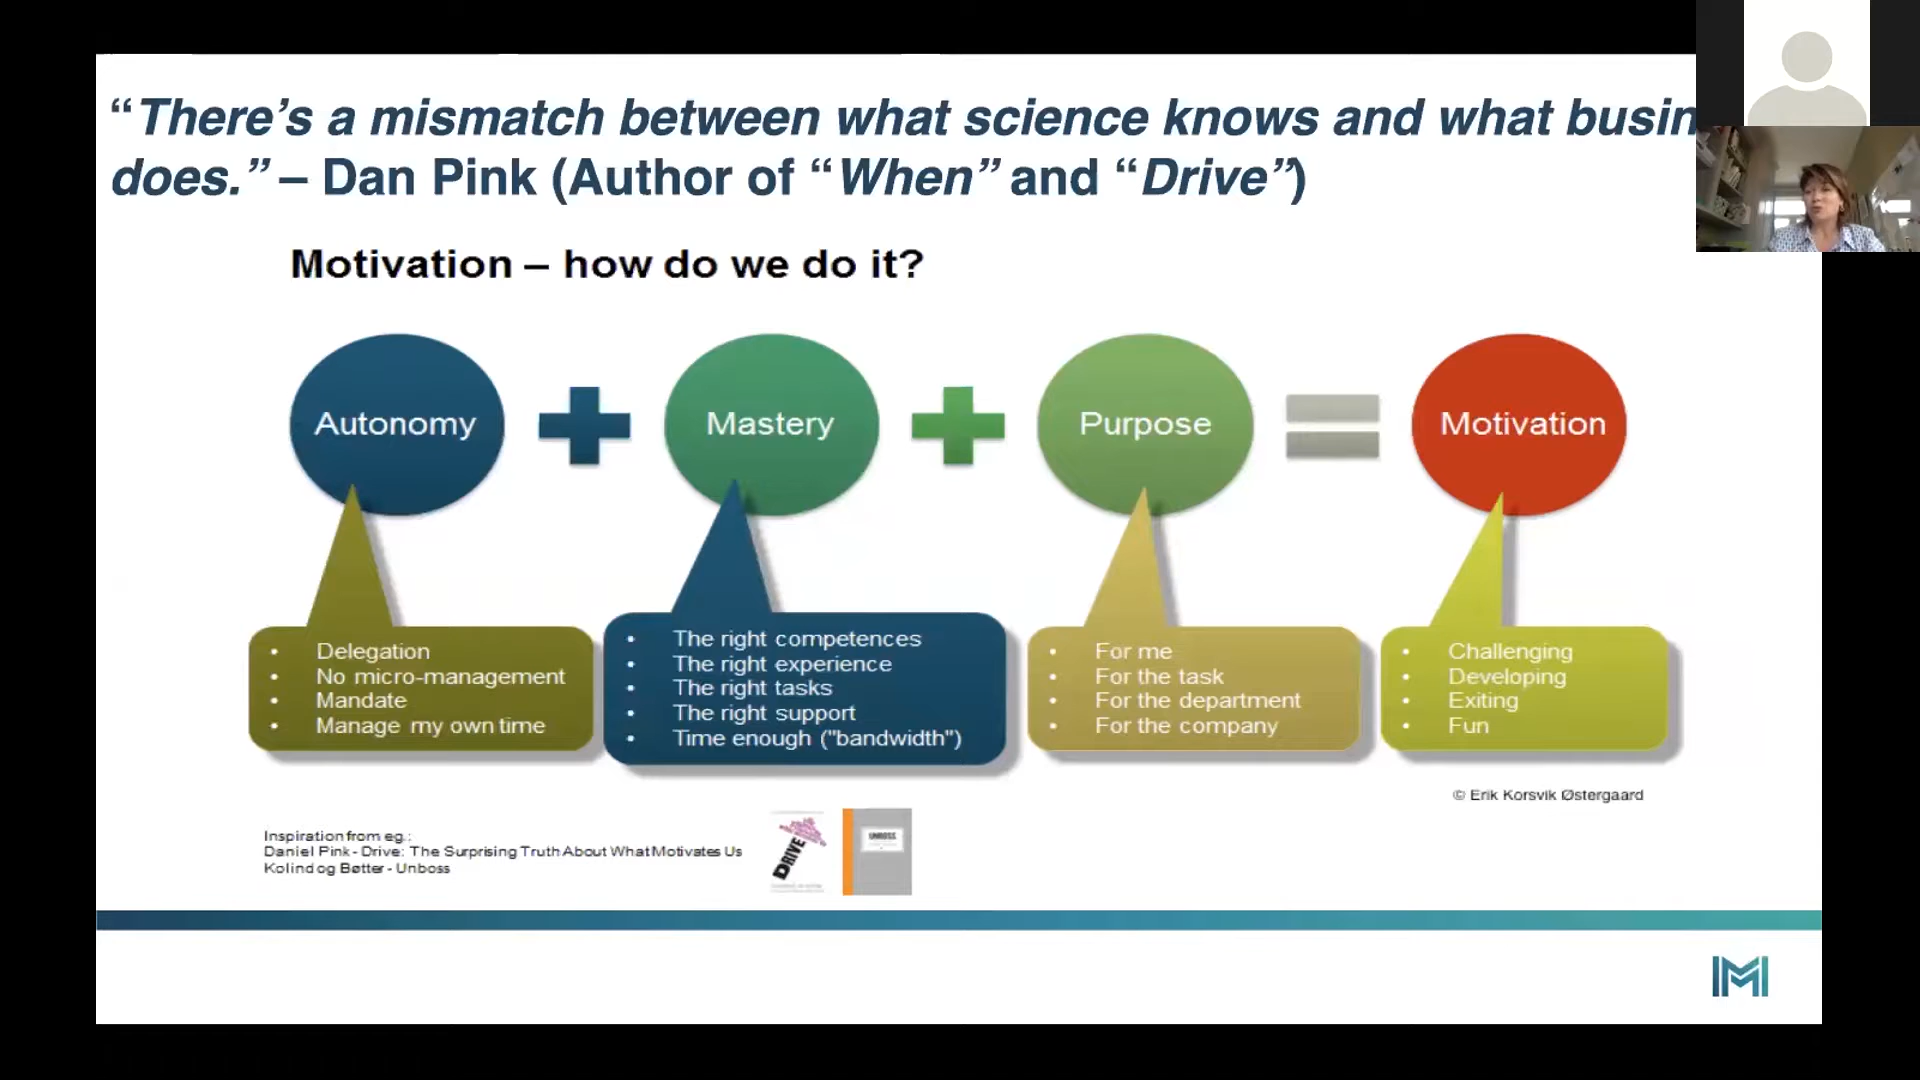 “There’s a mismatch between what science knows and what busin
does.” – Dan Pink (Author of “When” and “Drive”)
Motivation – how do we do it?
Autonomy
Mastery
Purpose
Motivation
• Delegation
• No micro-management
• Mandate
• Manage my own time
• The right competences
• The right experience
• The right tasks
• The right support
• Time enough ("bandwidth")
• For me
• For the task
• For the department
• For the company
• Challenging
• Developing
• Exiting
• Fun
© Erik Korsvik Østergaard
Inspiration from eg.:
Daniel Pink - Drive: The Surprising Truth About What Motivates Us
Kolind og Bøtter - Unboss
DRIVE
UNBOSS